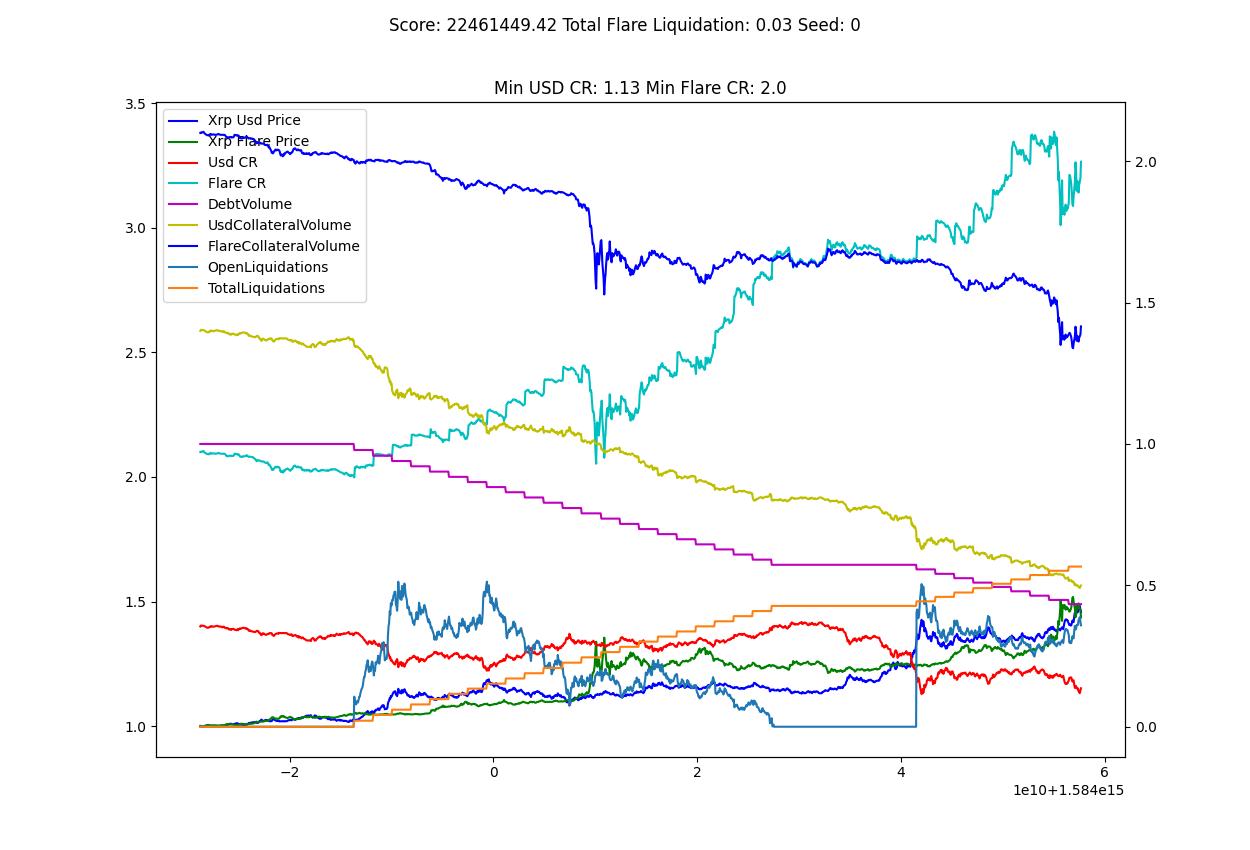 Score: 22461449.42 Total Flare Liquidation: 0.03 Seed: 0
Min USD CR: 1.13 Min Flare CR: 2.0
3.5
3.0
2.5
2.0
1.5
1.0
Xrp Usd Price
Xrp Flare Price
Usd CR
Flare CR
DebtVolume
UsdCollateralVolume
FlareCollateralVolume
OpenLiquidations
TotalLiquidations
2.0
1.5
1.0
0.5
0.0
−2
0
2
4
6
1e10+1.584e15